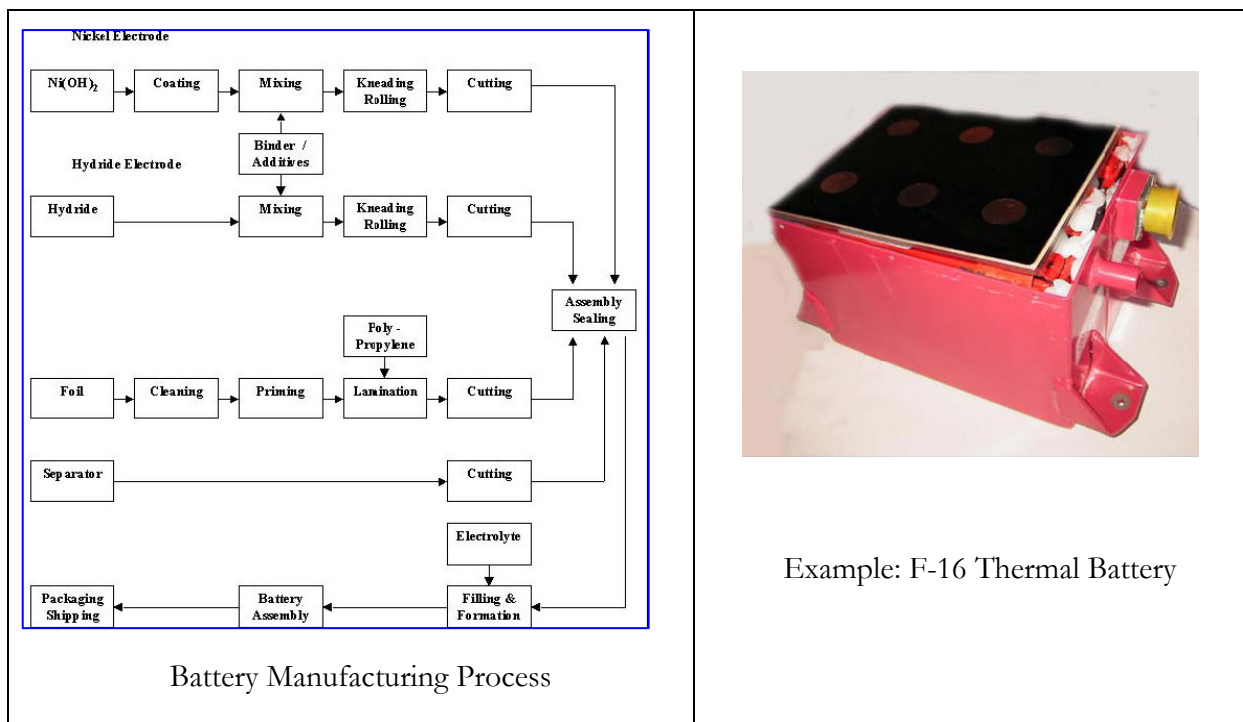 Nickel Electrode
Ni(OH)2
Coating
Mixing
Kneading
Rolling
Cutting
Binder /
Additives
Hydride Electrode
Hydride
Mixing
Kneading
Rolling
Cutting
Assembly
Sealing
Poly -
Propylene
Foil
Cleaning
Priming
Lamination
Cutting
Separator
Cutting
Electrolyte
Packaging
Shipping
Battery
Assembly
Filling &
Formation
Battery Manufacturing Process
Example: F-16 Thermal Battery